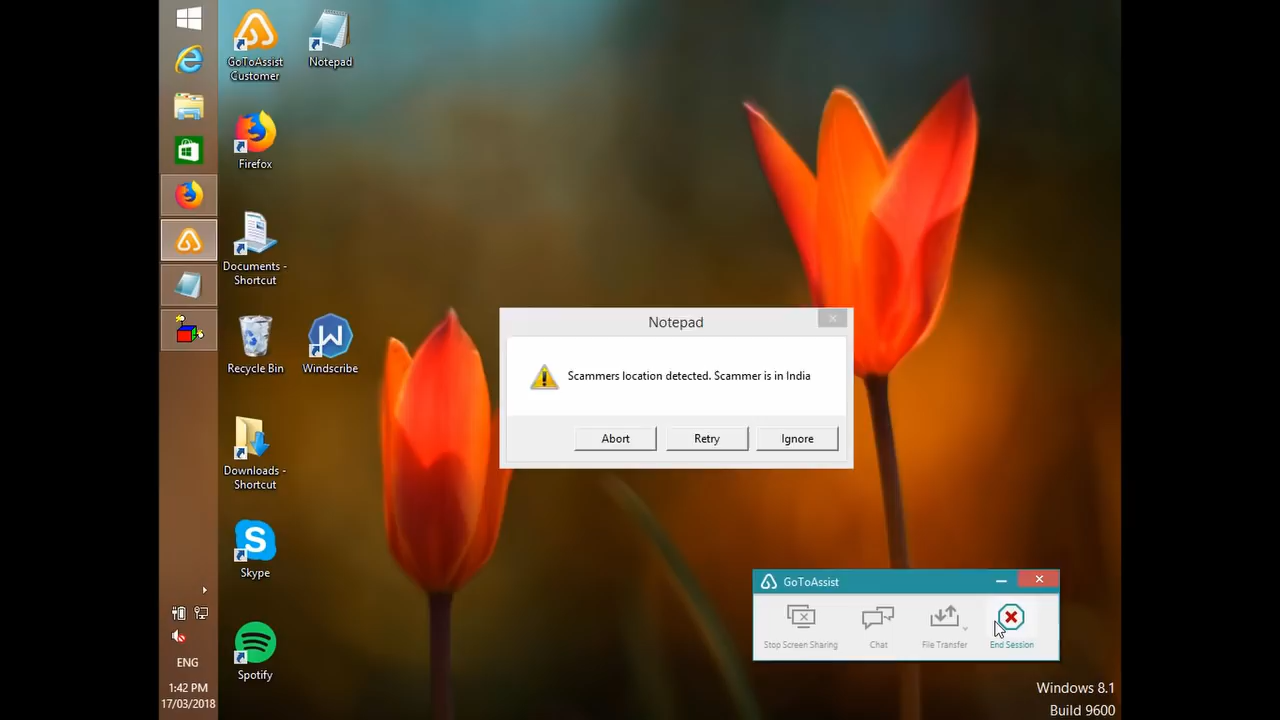 GoToAssist
Customer
Notepad
Firefox
Documents -
Shortcut
Recycle Bin
Windscribe
Downloads -
Shortcut
Skype
Spotify
ENG
1:42 PM
17/03/2018
Notepad
Scammers location detected. Scammer is in India
Abort
Retry
Ignore
GoToAssist
Stop Screen Sharing
Chat
File Transfer
End Session
Windows 8.1
Build 9600